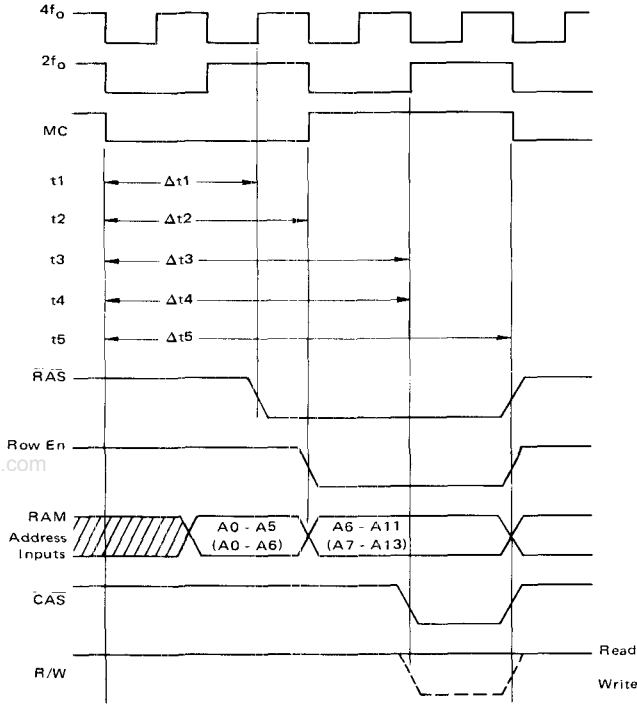 4fo
2fo
MC
t1 Δt1
t2 Δt2
t3 Δt3
t4 Δt4
t5 Δt5
RAS
Row En
.com
RAM
Address
Inputs
A0 - A5
(A0 - A6)
A6 - A11
(A7 - A13)
CAS
R/W
Read
Write